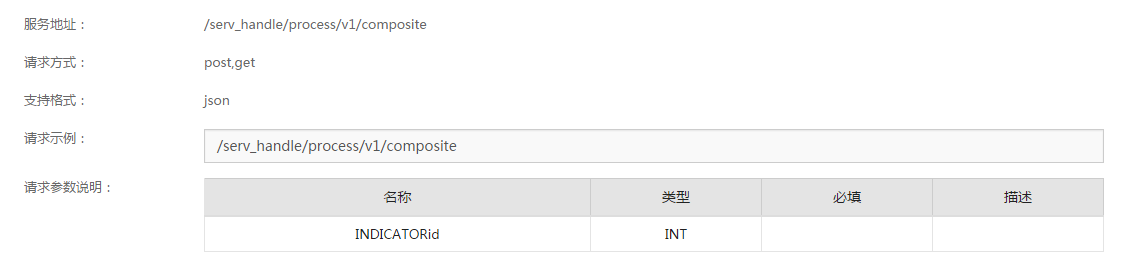 服务地址： /serv_handle/process/v1/composite
请求方式： post,get
支持格式： json
请求示例： /serv_handle/process/v1/composite
请求参数说明： 名称 类型 必填 描述
INDICATORid INT